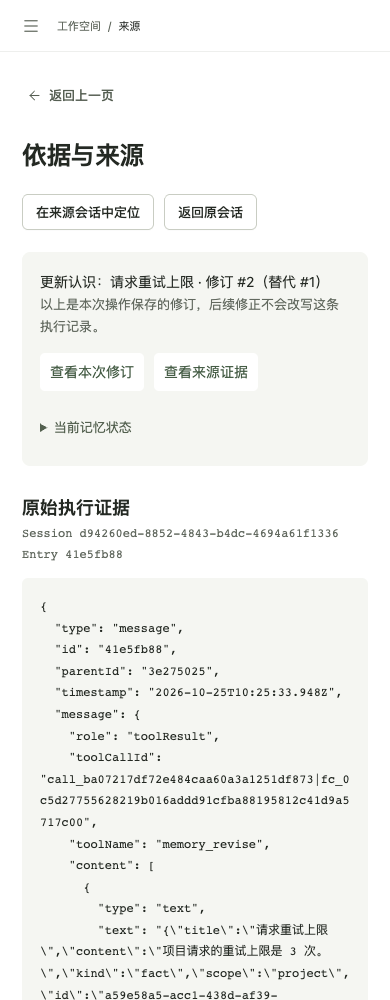 工作空间 / 来源
← 返回上一页
依据与来源
在来源会话中定位
返回原会话
更新认识：请求重试上限 · 修订 #2（替代 #1）
以上是本次操作保存的修订，后续修正不会改写这条
执行记录。
查看本次修订
查看来源证据
▶ 当前记忆状态
原始执行证据
Session d94260ed-8852-4843-b4dc-4694a61f1336
Entry 41e5fb88
{
"type": "message",
"id": "41e5fb88",
"parentId": "3e275025",
"timestamp": "2026-10-25T10:25:33.948Z",
"message": {
"role": "toolResult",
"toolCallId":
"call_ba07217df72e484caa60a3a1251df873|fc_0
c5d27755628219b016addd91cfba88195812c41d9a5
717c00",
"toolName": "memory_revise",
"content": [
{
"type": "text",
"text": "{\"title\":\"请求重试上限
\",\"content\":\"项目请求的重试上限是 3 次。
\",\"kind\":\"fact\",\"scope\":\"project\",
\"id\":\"a59e58a5-acc1-438d-af39-